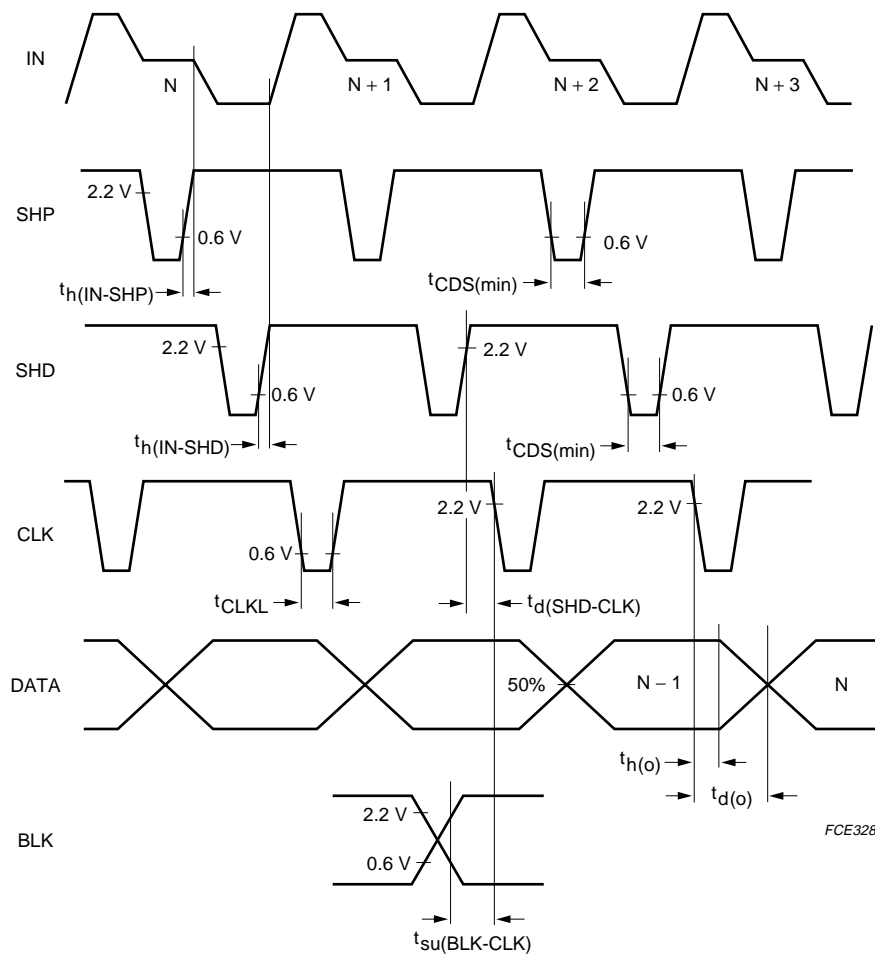 IN
N
N + 1
N + 2
N + 3
SHP
2.2 V
0.6 V
0.6 V
th(IN-SHP)
tCDS(min)
SHD
2.2 V
2.2 V
0.6 V
0.6 V
th(IN-SHD)
tCDS(min)
CLK
2.2 V
2.2 V
0.6 V
tCLKL
td(SHD-CLK)
DATA
50%
N − 1
N
th(o)
td(o)
BLK
2.2 V
0.6 V
FCE328
tsu(BLK-CLK)